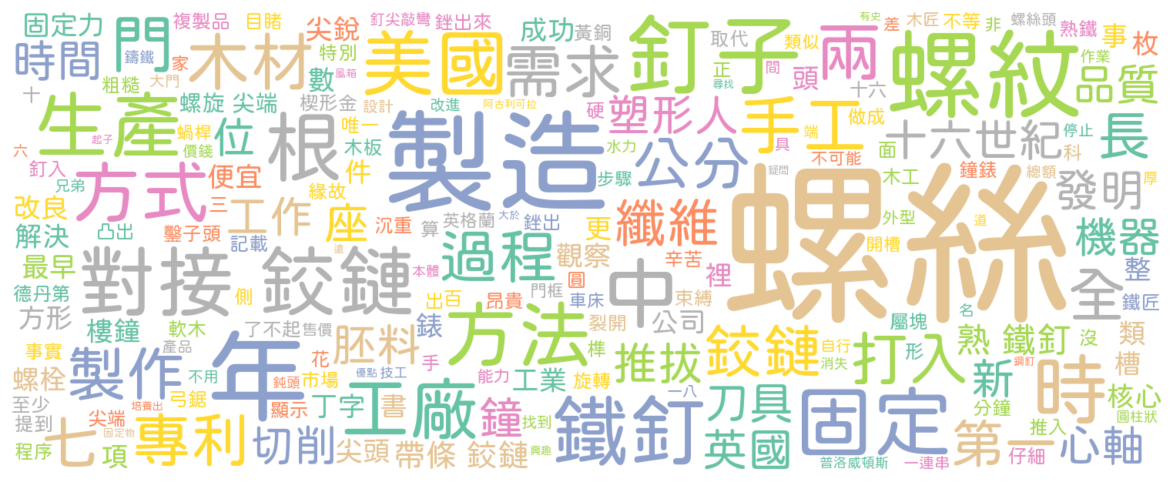 固定力 時間 門 木材 複製品 目睹 尖銳 美國 釘尖敲彎 銼出來 需求 成功 黃銅 釘子 取代 類似 兩 有史 差 木匠 不等 非 螺絲頭 熟鐵 事 枚
鑄鐵 家 特別 風箱 正 間 尋找 頭 螺紋 作業 品質
十 粗糙 大門 數 楔形金 設計 改進 阿古利可拉 硬 塑形人 手工 十六 做成
生產 螺旋 尖端 根 唯一 製造 水力 端 具 十六世紀 停止 長
六 起子 蝸桿 價錢 位 木板 公分 不可能 面 科
釘入 兄弟 方式 便宜 件 步驟 疑問 木工 鐘錶 總額 發明 厚
改良 三 緣故 工作 座 沉重 算 英格蘭 大於 銼出 更 纖維 螺絲 外型 道
解決 凸出 鑿子頭 記載 遠 過程 觀察 辛苦 開槽 機器
最早 對接 鉸鏈 本體 圓 裡 全 整
德丹第 側 出 百 昂貴 門框 車床 中 束縛 屬塊 名 鐵匠
方形 樓鐘 軟木 了不起 售價 錶 方法 裂開 公司 形 熟 鐵釘 沒 類
事實 製作 產品 年 花 胚料 手 榫 推拔 鉸鏈 自行 消失 打入 鋼釘 槽
螺栓 不用 鈍頭 市場 優點 技工 能力 工業 旋轉 一八 新 分鐘 時 核心
至少 弓鋸 顯示 丁字 書 工廠 鐘 找到 鐵釘 刀具 固定 推入 圓柱狀
提到 七 尖端 培養出 固定物 專利 切削 英國 第一 心軸
程序 項 尖頭 帶條 鉸鏈 興趣 普洛威頓斯 一連串 仔細